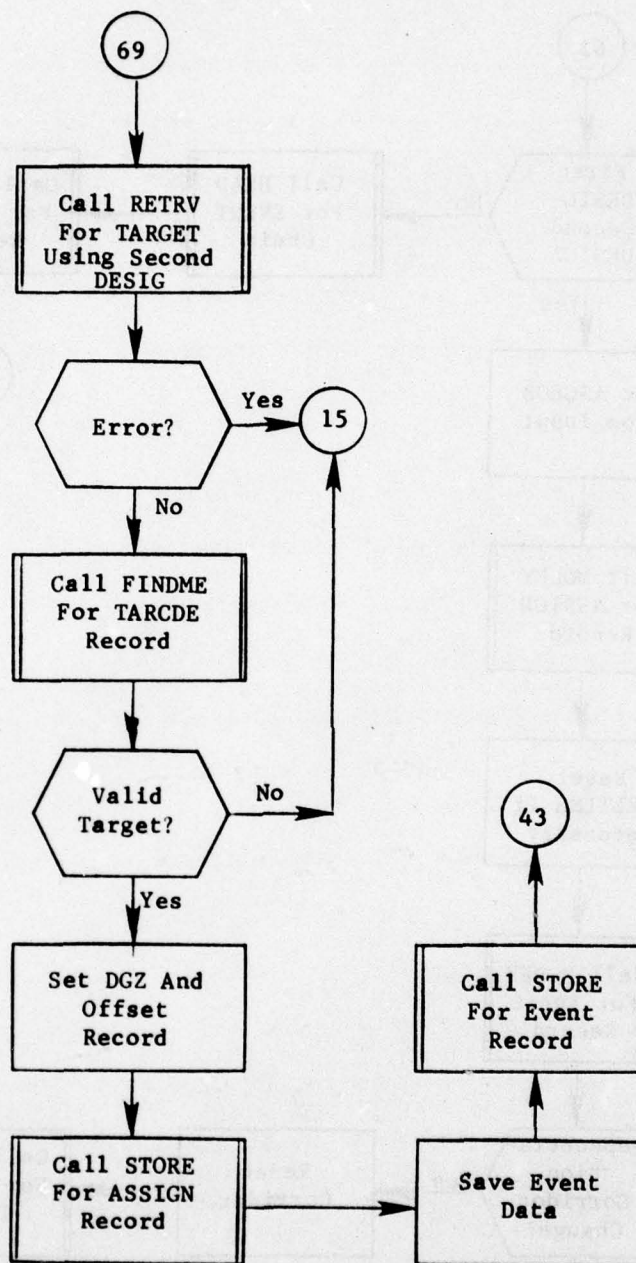 69
Call RETRV
For TARGET
Using Second
DESIG
Error?
Yes
15
No
Call FINDME
For TARCDE
Record
Valid
Target?
No
Yes
Set DGZ And
Offset
Record
Call STORE
For ASSIGN
Record
Save Event
Data
Call STORE
For Event
Record
43